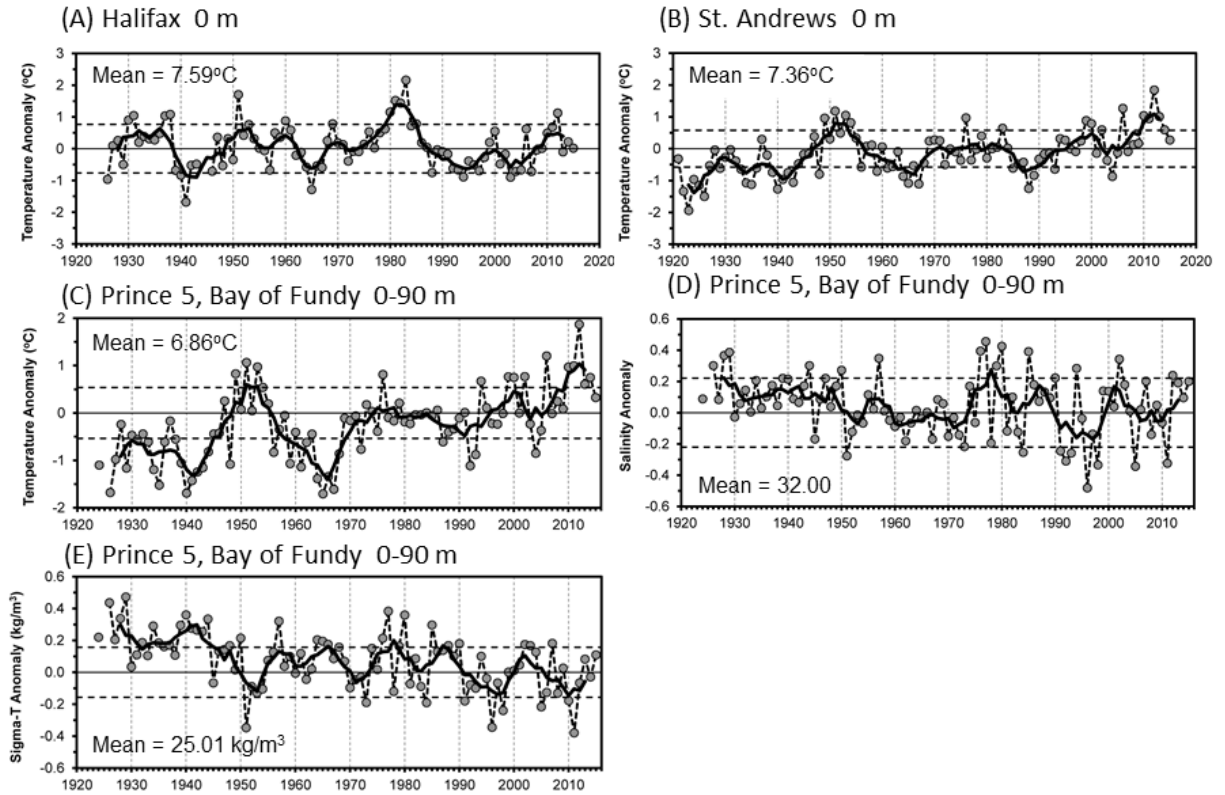 (A) Halifax 0 m
Temperature Anomaly (ºC)
3
2
1
0
-1
-2
-3
Mean = 7.59ºC
1920 1930 1940 1950 1960 1970 1980 1990 2000 2010 2020
(B) St. Andrews 0 m
Temperature Anomaly (ºC)
3
2
1
0
-1
-2
-3
Mean = 7.36ºC
1920 1930 1940 1950 1960 1970 1980 1990 2000 2010 2020
(C) Prince 5, Bay of Fundy 0-90 m
Temperature Anomaly (ºC)
2
1
0
-1
-2
Mean = 6.86ºC
1920 1930 1940 1950 1960 1970 1980 1990 2000 2010
(D) Prince 5, Bay of Fundy 0-90 m
Salinity
0.6
0.4
0.2
0.0
-0.2
-0.4
-0.6
Mean = 32.00
1920 1930 1940 1950 1960 1970 1980 1990 2000 2010
(E) Prince 5, Bay of Fundy 0-90 m
Sigma-T Anomaly (kg/m³)
0.6
0.4
0.2
0.0
-0.2
-0.4
-0.6
Mean = 25.01 kg/m³
1920 1930 1940 1950 1960 1970 1980 1990 2000 2010